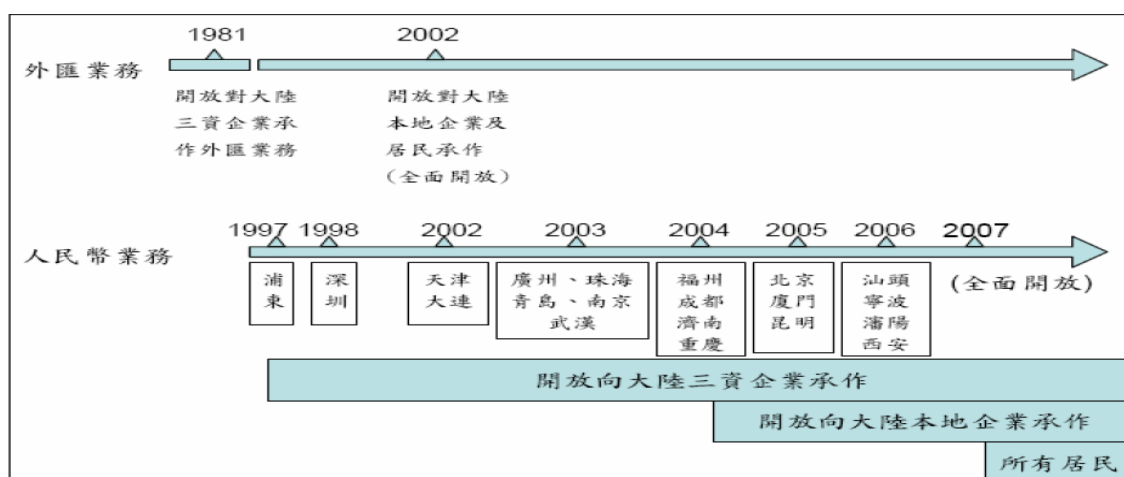 1981
2002
外匯業務
開放對大陸
三資企業承
作外匯業務
開放對大陸
本地企業及
居民承作
(全面開放)
1997
1998
2002
2003
2004
2005
2006
2007
人民幣業務
浦
東
深
圳
天津
大連
廣州、珠海
青島、南京
武漢
福州
成都
濟南
重慶
北京
廈門
昆明
汕頭
寧波
瀋陽
西安
(全面開放)
開放向大陸三資企業承作
開放向大陸本地企業承作
所有居民